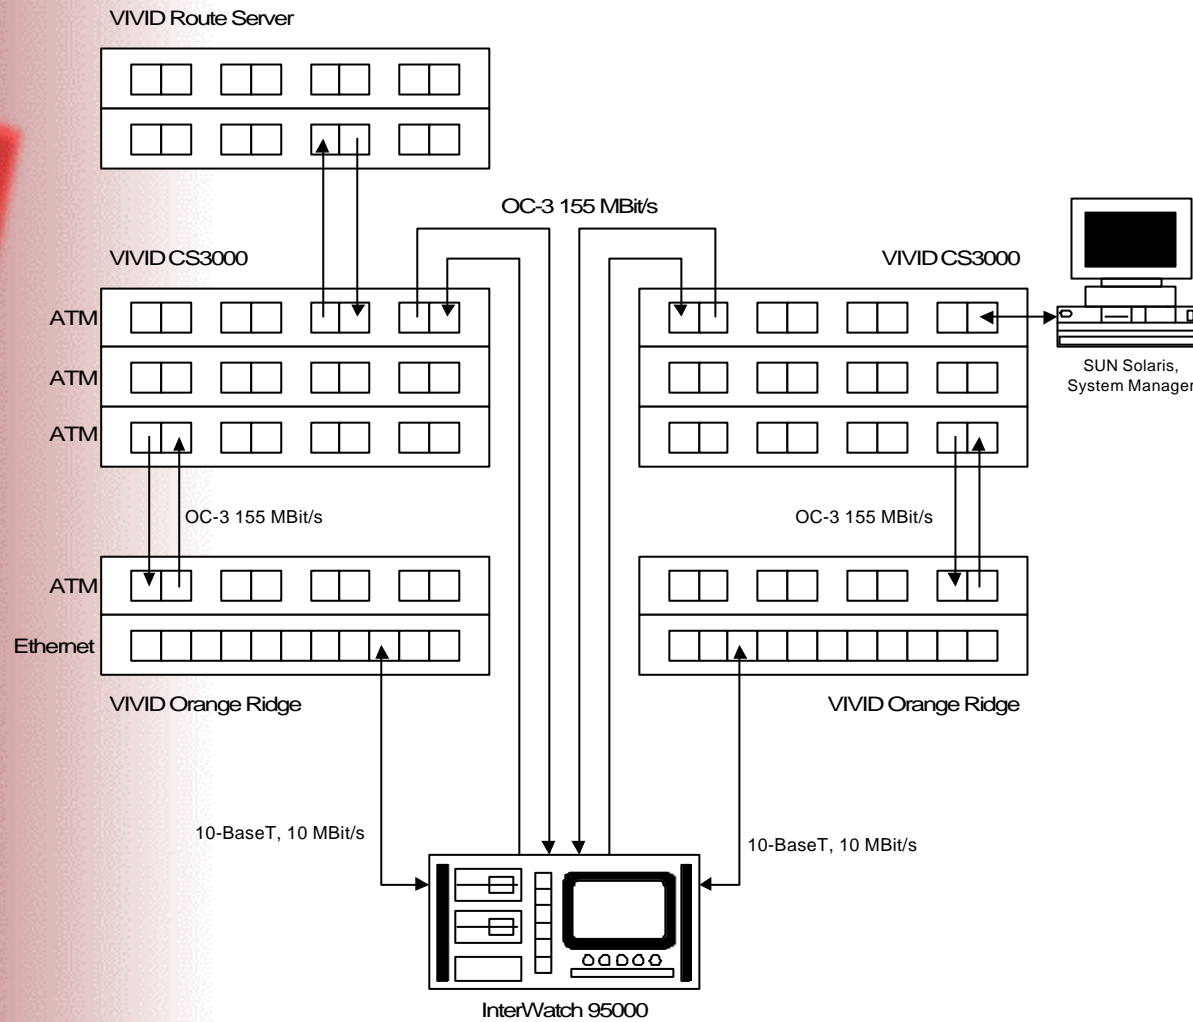 VIVID Route Server
OC-3 155 MBit/s
VIVID CS3000
VIVID CS3000
ATM
ATM
ATM
SUN Solaris,
System Manager
OC-3 155 MBit/s
OC-3 155 MBit/s
ATM
Ethernet
VIVID Orange Ridge
VIVID Orange Ridge
10-BaseT, 10 MBit/s
10-BaseT, 10 MBit/s
InterWatch 95000